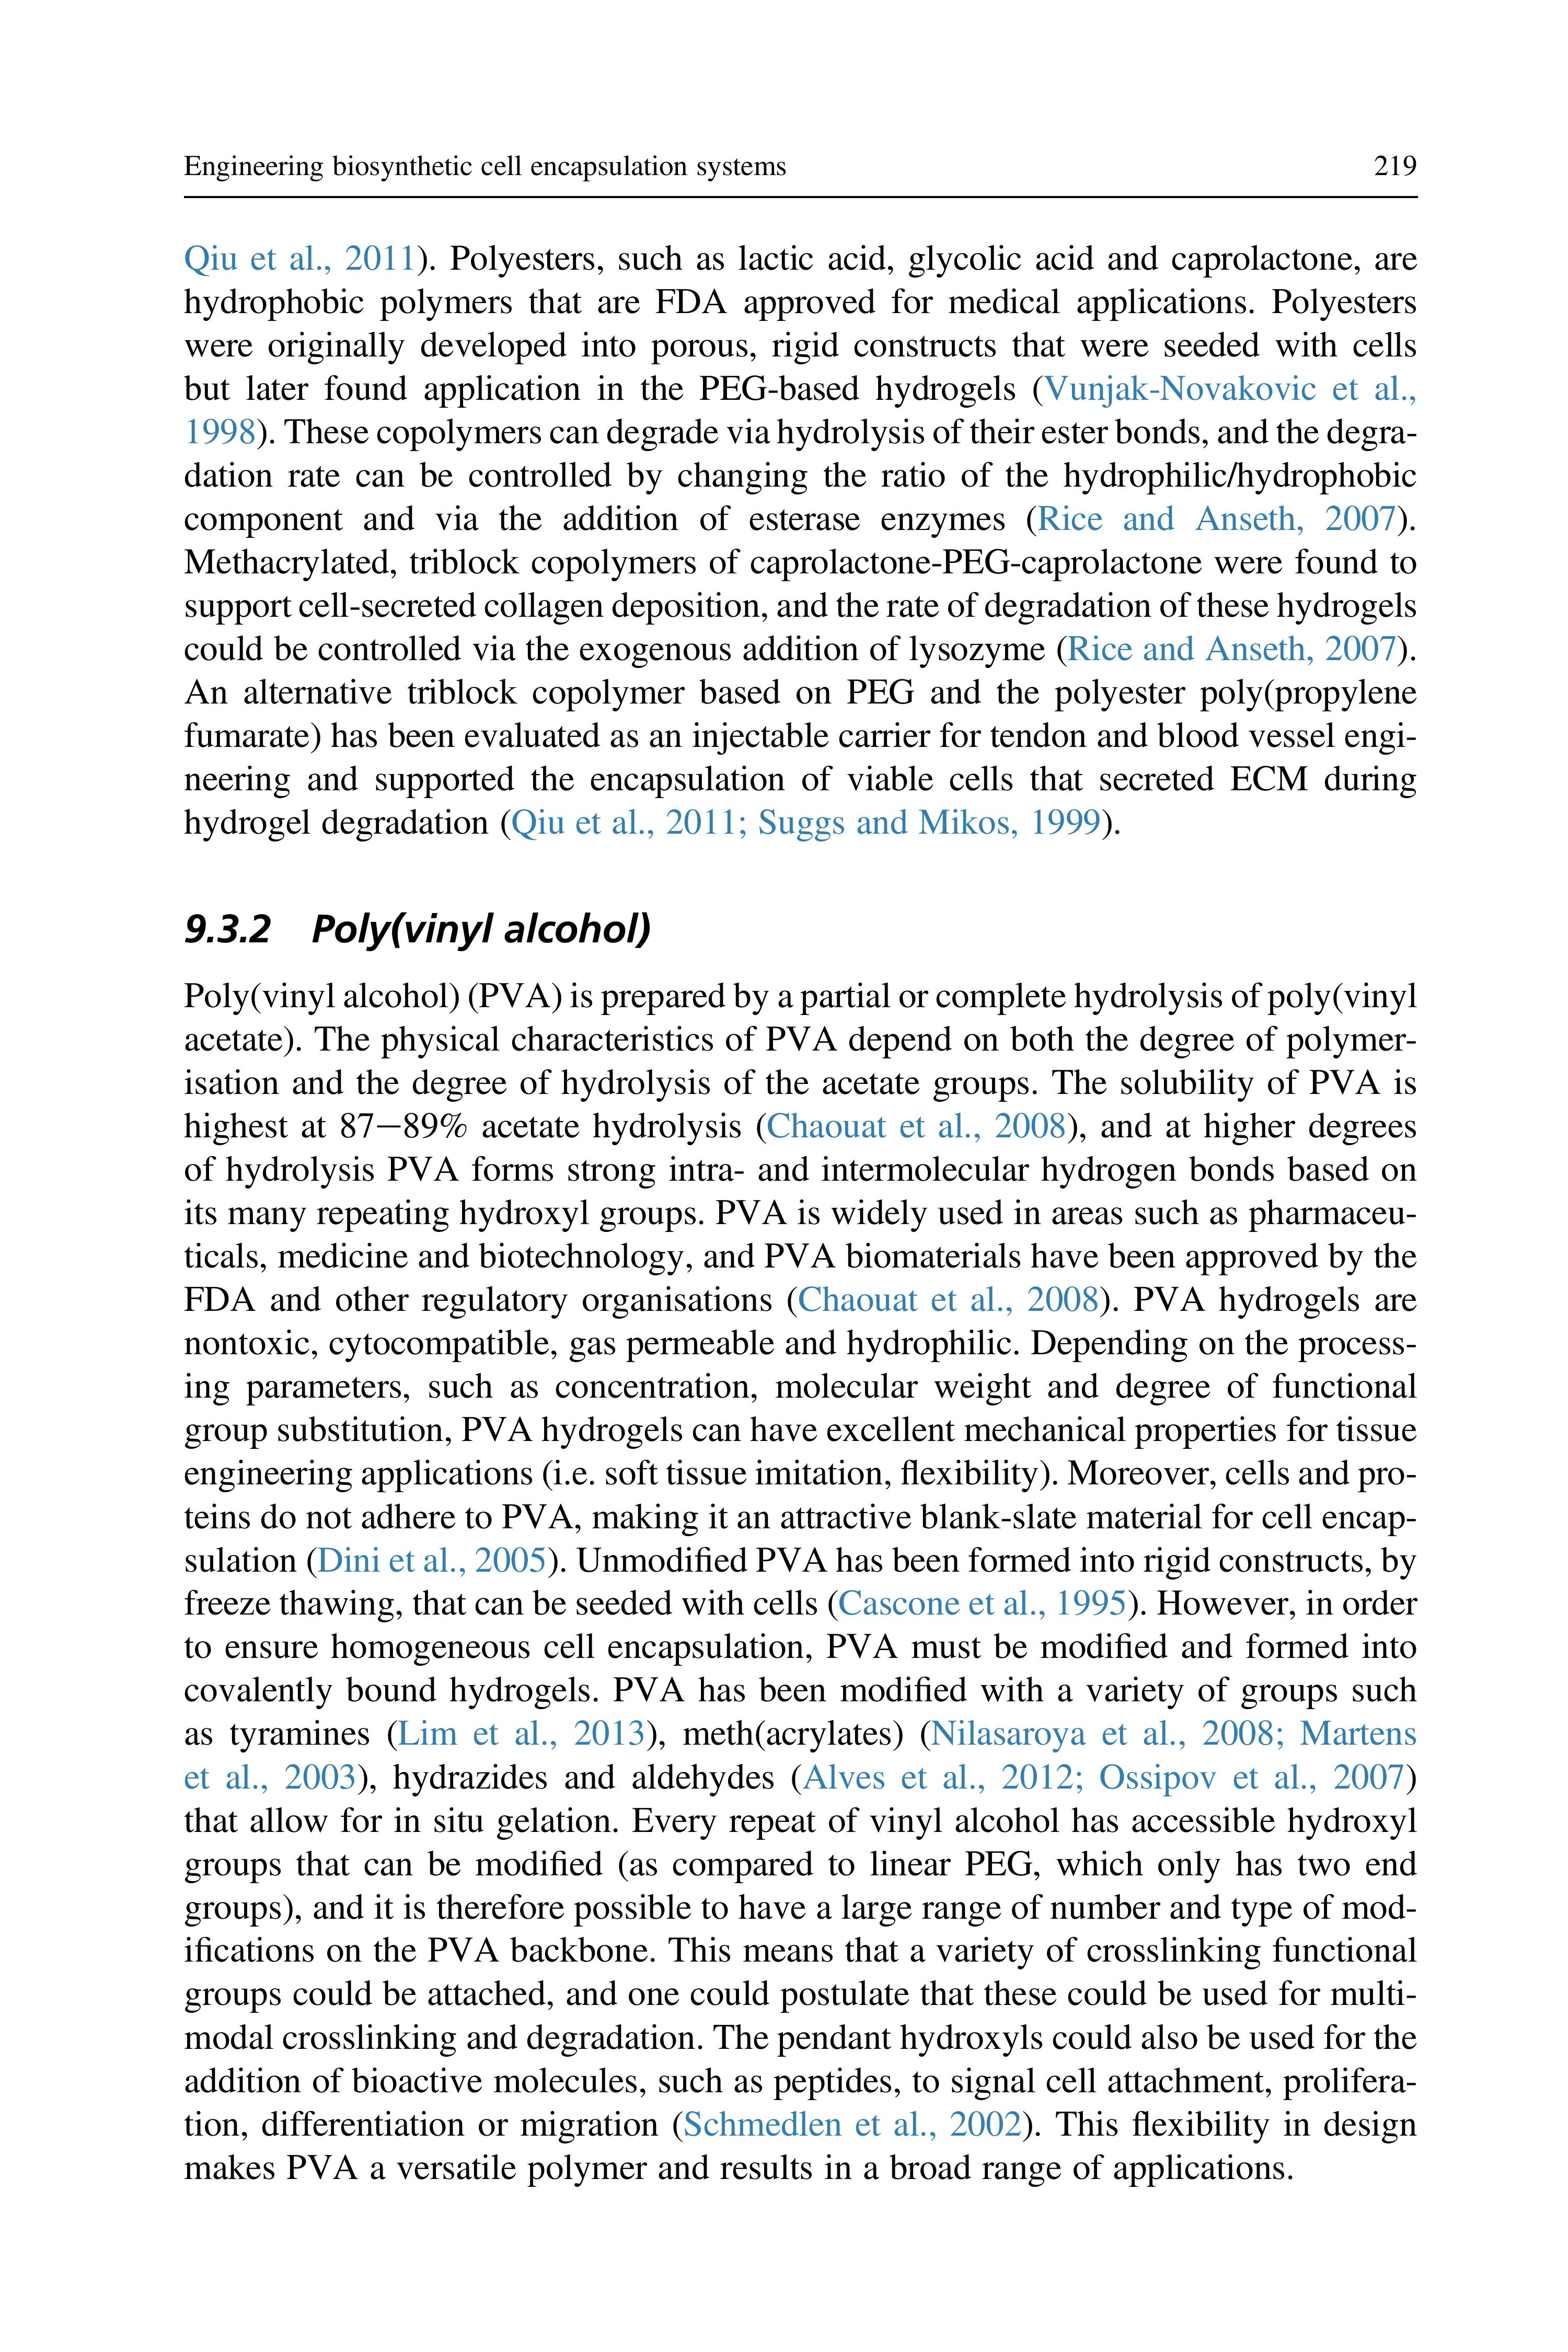 Engineering biosynthetic cell encapsulation systems 219
Qiu et al., 2011). Polyesters, such as lactic acid, glycolic acid and caprolactone, are
hydrophobic polymers that are FDA approved for medical applications. Polyesters
were originally developed into porous, rigid constructs that were seeded with cells
but later found application in the PEG-based hydrogels (Vunjak-Novakovic et al.,
1998). These copolymers can degrade via hydrolysis of their ester bonds, and the degra-
dation rate can be controlled by changing the ratio of the hydrophilic/hydrophobic
component and via the addition of esterase enzymes (Rice and Anseth, 2007).
Methacrylated, triblock copolymers of caprolactone-PEG-caprolactone were found to
support cell-secreted collagen deposition, and the rate of degradation of these hydrogels
could be controlled via the exogenous addition of lysozyme (Rice and Anseth, 2007).
An alternative triblock copolymer based on PEG and the polyester poly(propylene
fumarate) has been evaluated as an injectable carrier for tendon and blood vessel engi-
neering and supported the encapsulation of viable cells that secreted ECM during
hydrogel degradation (Qiu et al., 2011; Suggs and Mikos, 1999).
9.3.2 Poly(vinyl alcohol)
Poly(vinyl alcohol) (PVA) is prepared by a partial or complete hydrolysis of poly(vinyl
acetate). The physical characteristics of PVA depend on both the degree of polymer-
isation and the degree of hydrolysis of the acetate groups. The solubility of PVA is
highest at 87–89% acetate hydrolysis (Chaouat et al., 2008), and at higher degrees
of hydrolysis PVA forms strong intra- and intermolecular hydrogen bonds based on
its many repeating hydroxyl groups. PVA is widely used in areas such as pharmaceu-
ticals, medicine and biotechnology, and PVA biomaterials have been approved by the
FDA and other regulatory organisations (Chaouat et al., 2008). PVA hydrogels are
nontoxic, cytocompatible, gas permeable and hydrophilic. Depending on the process-
ing parameters, such as concentration, molecular weight and degree of functional
group substitution, PVA hydrogels can have excellent mechanical properties for tissue
engineering applications (i.e. soft tissue imitation, flexibility). Moreover, cells and pro-
teins do not adhere to PVA, making it an attractive blank-slate material for cell encap-
sulation (Dini et al., 2005). Unmodified PVA has been formed into rigid constructs, by
freeze thawing, that can be seeded with cells (Cascone et al., 1995). However, in order
to ensure homogeneous cell encapsulation, PVA must be modified and formed into
covalently bound hydrogels. PVA has been modified with a variety of groups such
as tyramines (Lim et al., 2013), meth(acrylates) (Nilasaroya et al., 2008; Martens
et al., 2003), hydrazides and aldehydes (Alves et al., 2012; Ossipov et al., 2007)
that allow for in situ gelation. Every repeat of vinyl alcohol has accessible hydroxyl
groups that can be modified (as compared to linear PEG, which only has two end
groups), and it is therefore possible to have a large range of number and type of mod-
ifications on the PVA backbone. This means that a variety of crosslinking functional
groups could be attached, and one could postulate that these could be used for multi-
modal crosslinking and degradation. The pendant hydroxyls could also be used for the
addition of bioactive molecules, such as peptides, to signal cell attachment, prolifera-
tion, differentiation or migration (Schmedlen et al., 2002). This flexibility in design
makes PVA a versatile polymer and results in a broad range of applications.